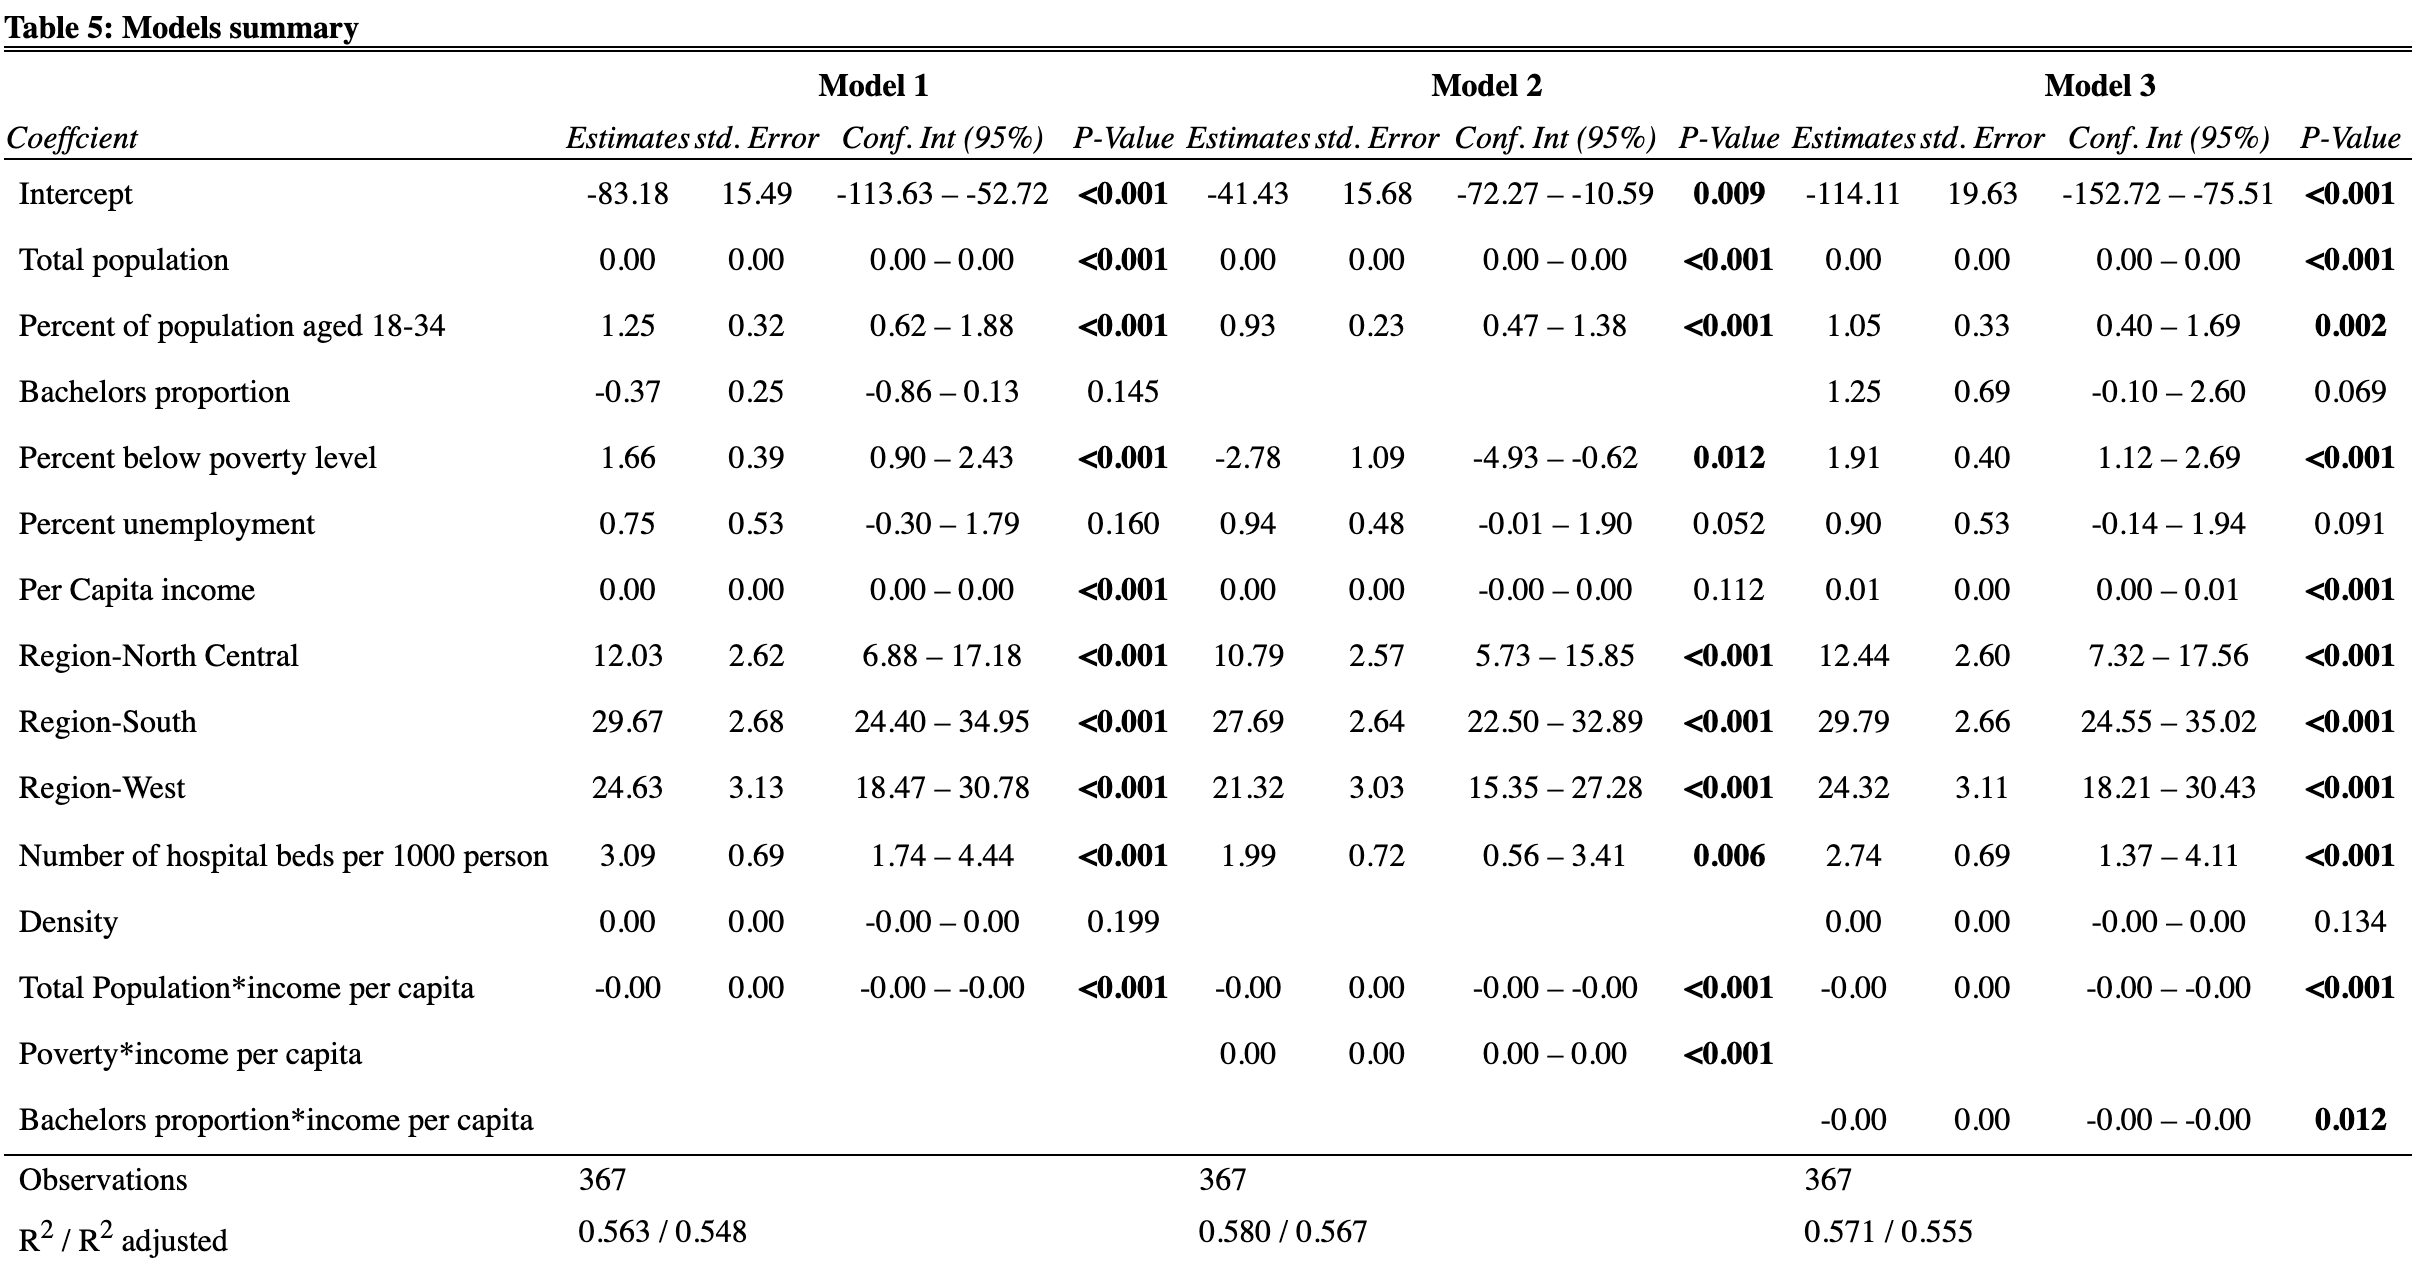 Table 5: Models summary
Model 1 Model 2 Model 3
Coeffcient Estimates std. Error Conf. Int (95%) P-Value Estimates std. Error Conf. Int (95%) P-Value Estimates std. Error Conf. Int (95%) P-Value
Intercept -83.18 15.49 -113.63 – -52.72 <0.001 -41.43 15.68 -72.27 – -10.59 0.009 -114.11 19.63 -152.72 – -75.51 <0.001
Total population 0.00 0.00 0.00 – 0.00 <0.001 0.00 0.00 0.00 – 0.00 <0.001 0.00 0.00 0.00 – 0.00 <0.001
Percent of population aged 18-34 1.25 0.32 0.62 – 1.88 <0.001 0.93 0.23 0.47 – 1.38 <0.001 1.05 0.33 0.40 – 1.69 0.002
Bachelors proportion -0.37 0.25 -0.86 – 0.13 0.145 1.25 0.69 -0.10 – 2.60 0.069
Percent below poverty level 1.66 0.39 0.90 – 2.43 <0.001 -2.78 1.09 -4.93 – -0.62 0.012 1.91 0.40 1.12 – 2.69 <0.001
Percent unemployment 0.75 0.53 -0.30 – 1.79 0.160 0.94 0.48 -0.01 – 1.90 0.052 0.90 0.53 -0.14 – 1.94 0.091
Per Capita income 0.00 0.00 0.00 – 0.00 <0.001 0.00 0.00 -0.00 – 0.00 0.112 0.01 0.00 0.00 – 0.01 <0.001
Region-North Central 12.03 2.62 6.88 – 17.18 <0.001 10.79 2.57 5.73 – 15.85 <0.001 12.44 2.60 7.32 – 17.56 <0.001
Region-South 29.67 2.68 24.40 – 34.95 <0.001 27.69 2.64 22.50 – 32.89 <0.001 29.79 2.66 24.55 – 35.02 <0.001
Region-West 24.63 3.13 18.47 – 30.78 <0.001 21.32 3.03 15.35 – 27.28 <0.001 24.32 3.11 18.21 – 30.43 <0.001
Number of hospital beds per 1000 person 3.09 0.69 1.74 – 4.44 <0.001 1.99 0.72 0.56 – 3.41 0.006 2.74 0.69 1.37 – 4.11 <0.001
Density 0.00 0.00 -0.00 – 0.00 0.199 0.00 0.00 -0.00 – 0.00 0.134
Total Population*income per capita -0.00 0.00 -0.00 – -0.00 <0.001 -0.00 0.00 -0.00 – -0.00 <0.001 -0.00 0.00 -0.00 – -0.00 <0.001
Poverty*income per capita 0.00 0.00 0.00 – 0.00 <0.001
Bachelors proportion*income per capita -0.00 0.00 -0.00 – -0.00 0.012
Observations 367 367 367
R2 / R2 adjusted 0.563 / 0.548 0.580 / 0.567 0.571 / 0.555